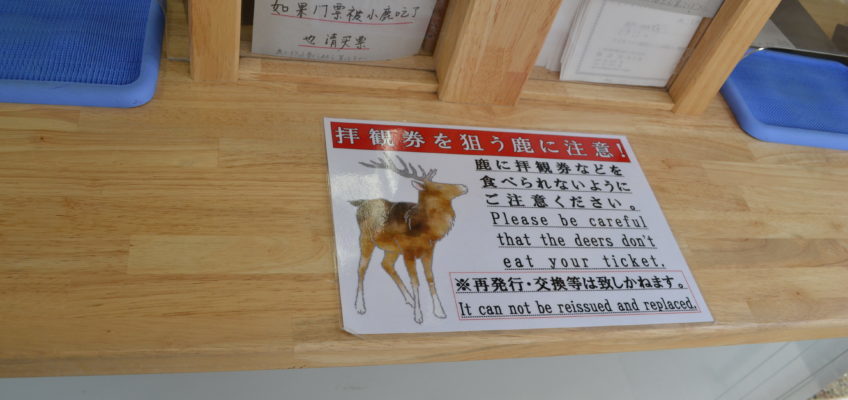 如果门票被小鹿吃了
也请买票
拝観券を狙う鹿に注意!
鹿に拝観券などを
食べられないように
ご注意ください。
Please be careful
that the deers don't
eat your ticket.
※再発行・交換等は致しかねます。
It can not be reissued and replaced.